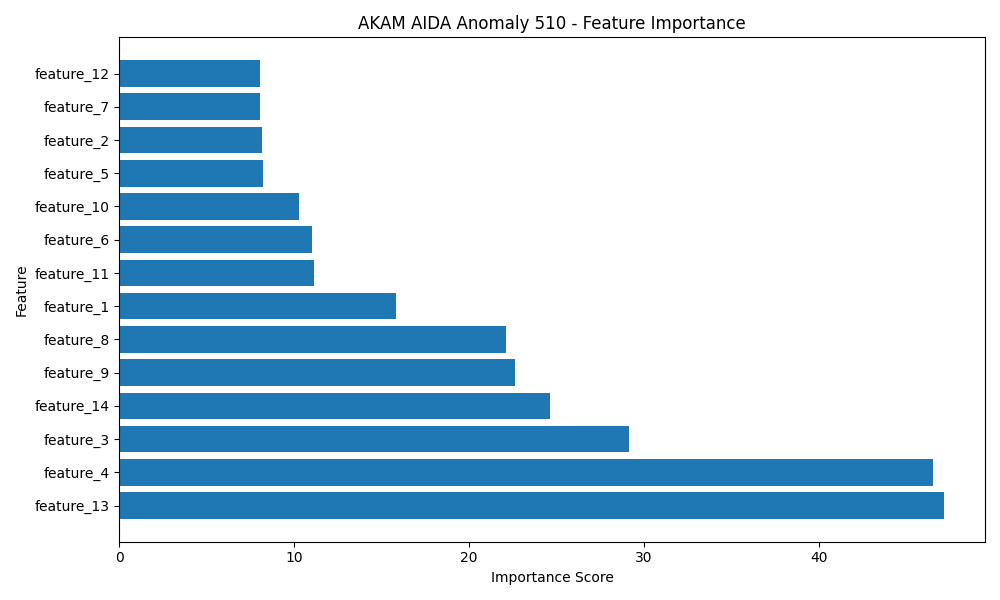 AKAM AIDA Anomaly 510 - Feature Importance
feature_12
feature_7
feature_2
feature_5
feature_10
feature_6
feature_11
feature_1
feature_8
feature_9
feature_14
feature_3
feature_4
feature_13
Feature
0 10 20 30 40
Importance Score